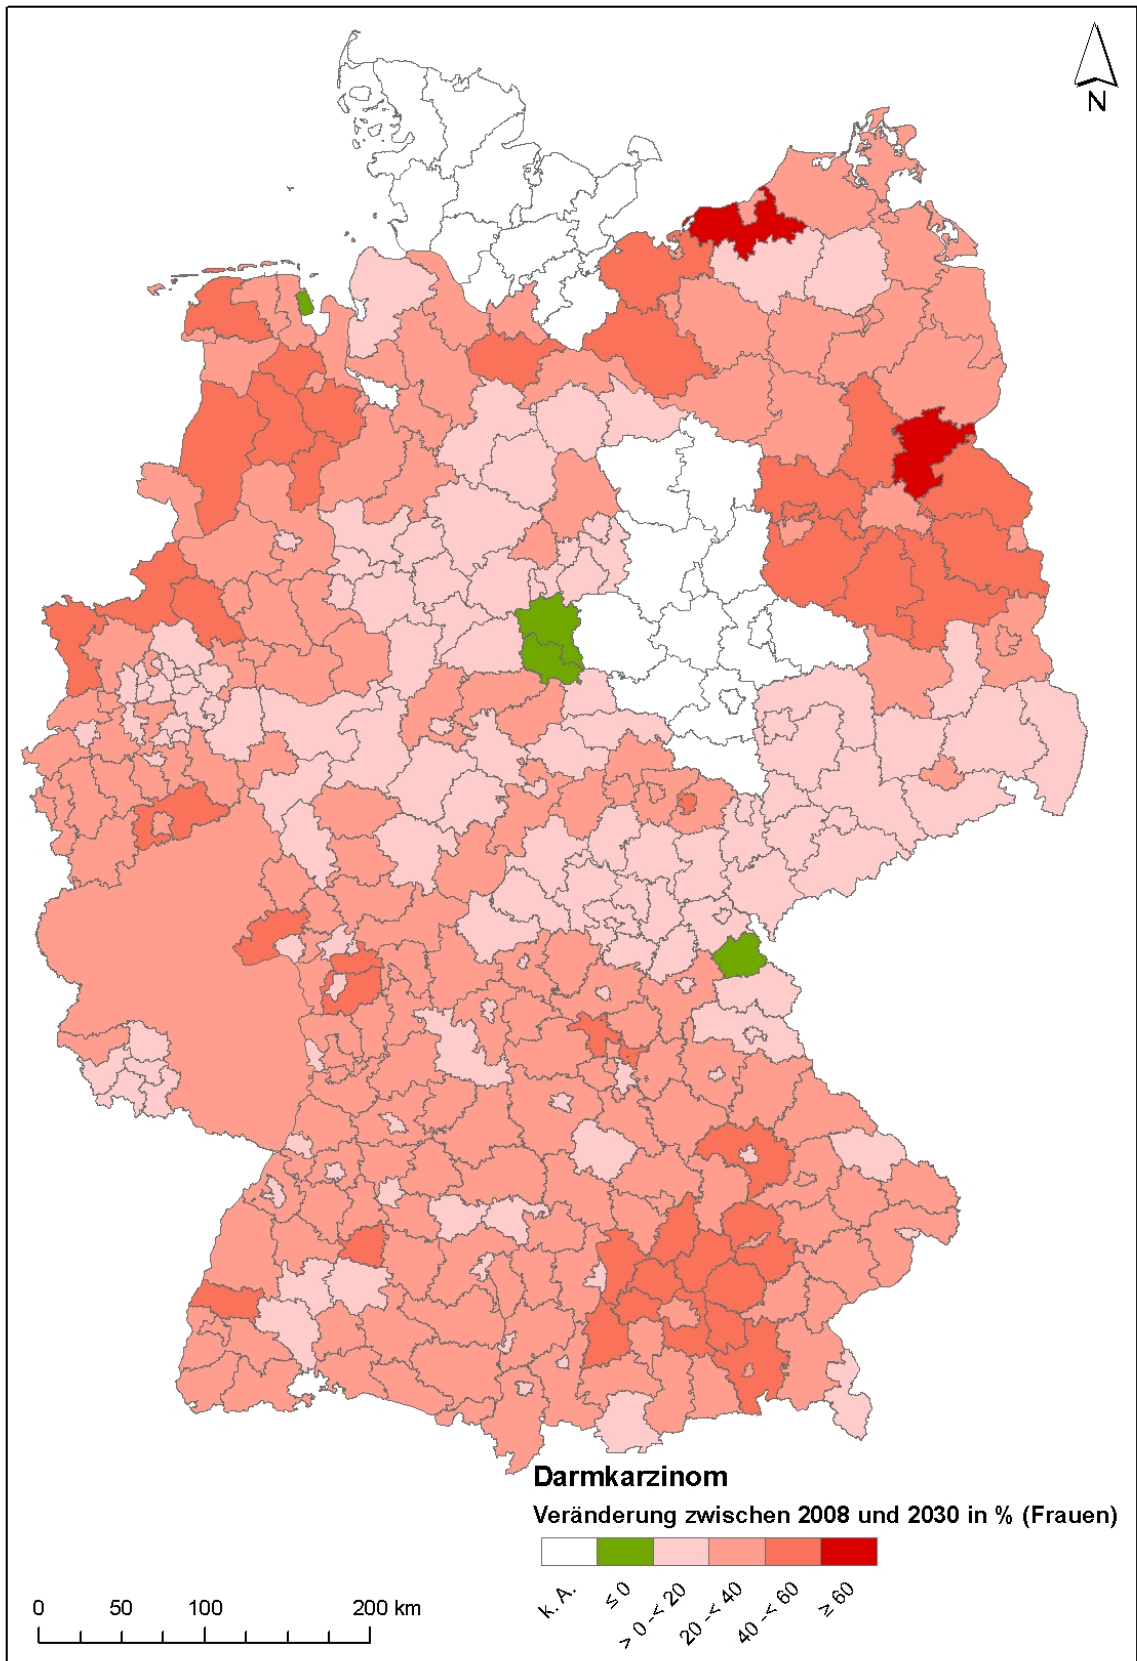 N
Darmkarzinom
Veränderung zwischen 2008 und 2030 in % (Frauen)
k. A.
≤ 0
> 0 -< 20
20 -< 40
40 -< 60
≥ 60
0 50 100 200 km